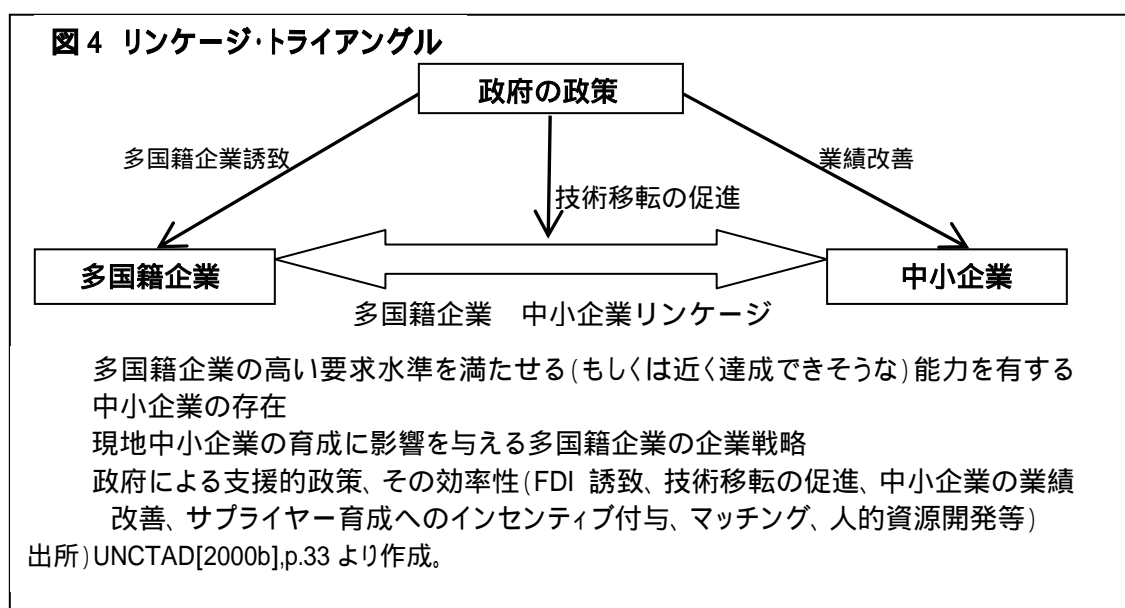 図4 リンケージ・トライアングル
政府の政策
多国籍企業誘致
業績改善
技術移転の促進
多国籍企業
中小企業
多国籍企業　中小企業リンケージ
多国籍企業の高い要求水準を満たせる(もしくは近く達成できそうな)能力を有する
中小企業の存在
現地中小企業の育成に影響を与える多国籍企業の企業戦略
政府による支援的政策、その効率性(FDI 誘致、技術移転の促進、中小企業の業績
改善、サプライヤー育成へのインセンティブ付与、マッチング、人的資源開発等)
出所)UNCTAD[2000b],p.33 より作成。